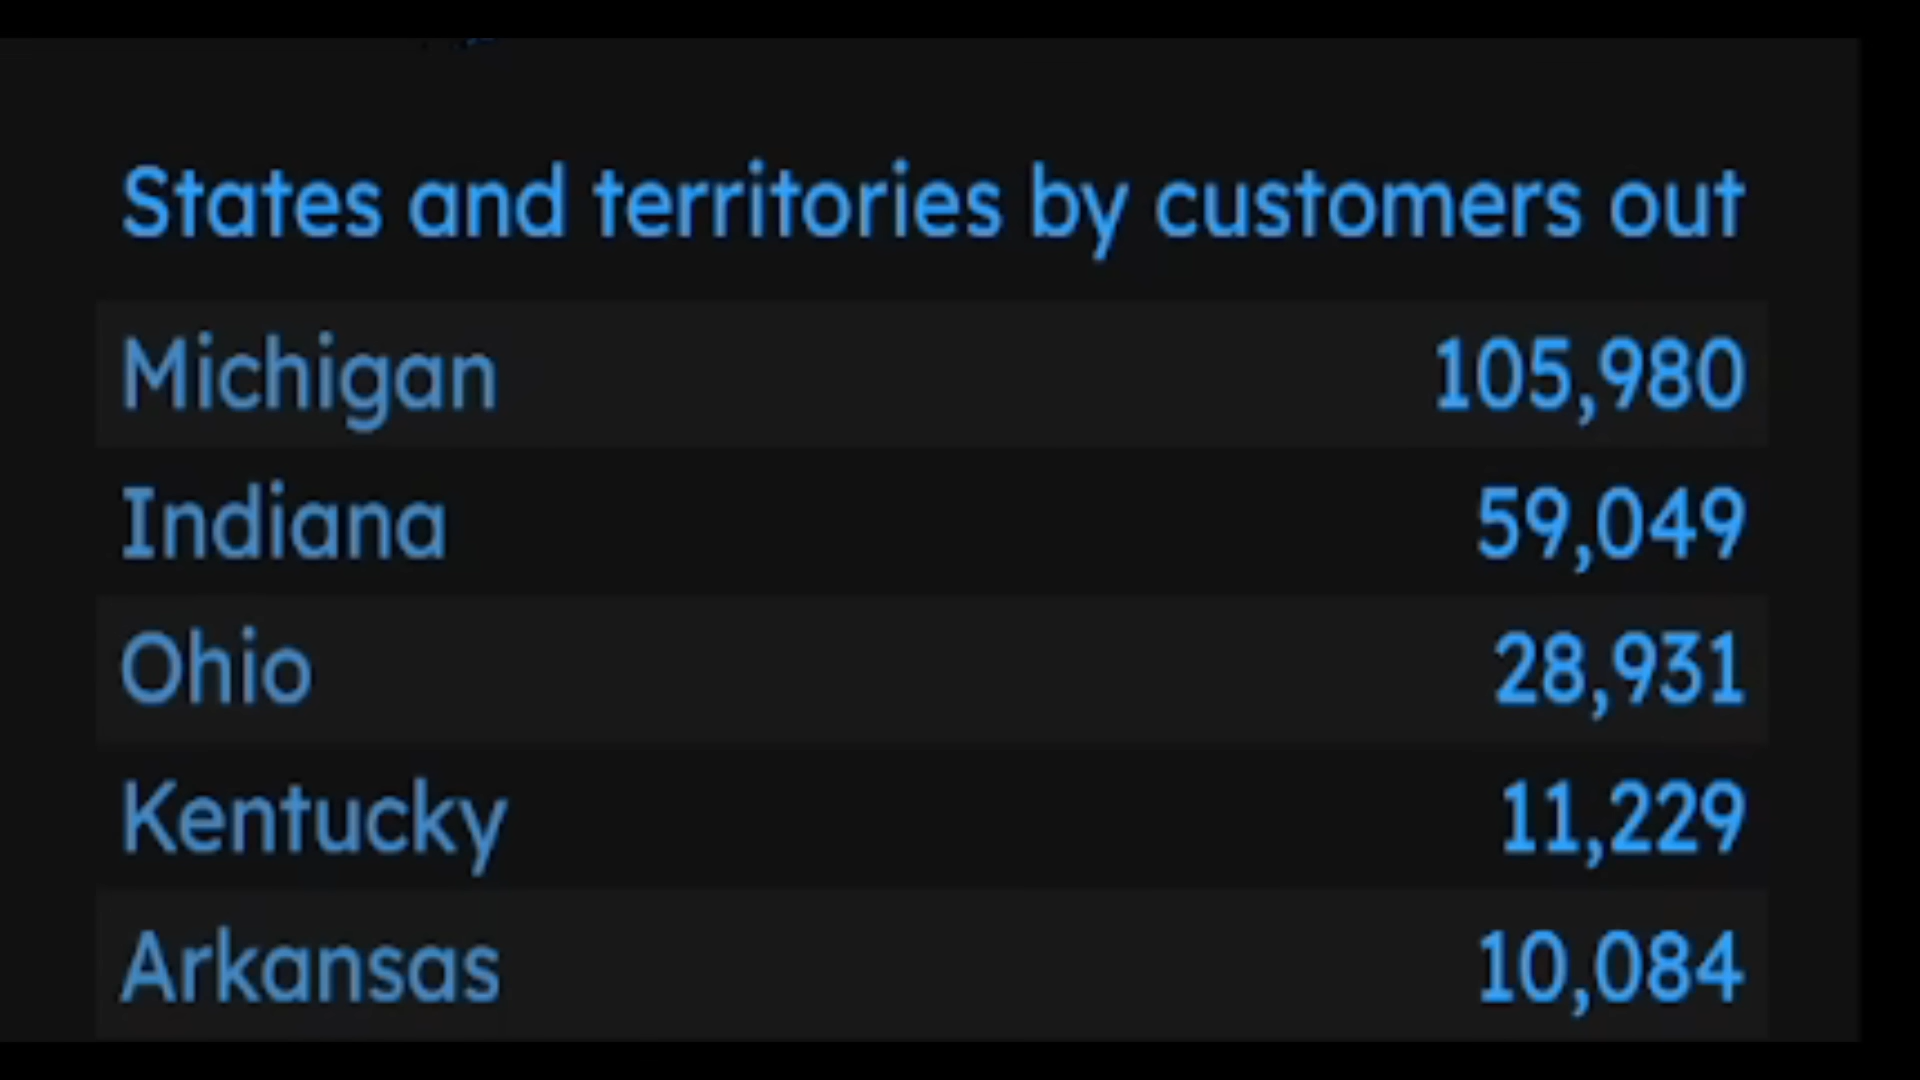 States and territories by customers out
Michigan 105,980
Indiana 59,049
Ohio 28,931
Kentucky 11,229
Arkansas 10,084